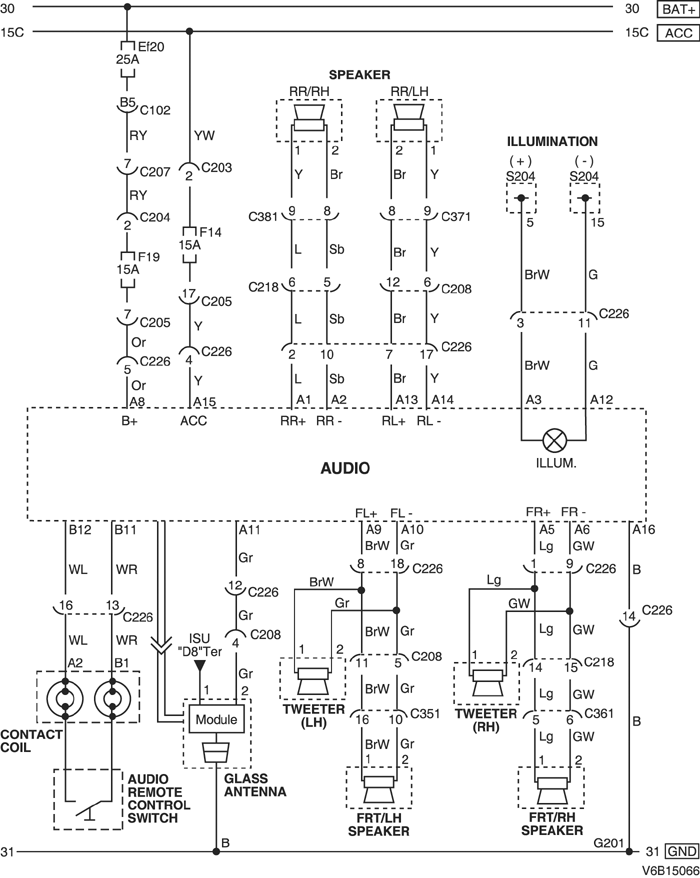 30 30 BAT+
15C 15C ACC
Ef20
25A
SPEAKER
RR/RH RR/LH
B5 C102
RY YW
ILLUMINATION
(+) (-)
S204 S204
1 2 2 1
7 C207 C203
2
Y Br Br Y
RY
C204
2
C381 9 8 8 9 C371
5 15
F14
15A
F19
15A
L Sb Br Y
BrW G
C218 6 5 12 6 C208
17 C205
7 C205
L Sb Br Y
3 11 C226
Or Y
C226 C226
5 4
2 10 7 17 C226
Or Y
L Sb Br Y
BrW G
A8 A15 A1 A2 A13 A14 A3 A12
B+ ACC RR+ RR - RL+ RL -
ILLUM.
AUDIO
FL+ FL - FR+ FR -
B12 B11 A11 A9 A10 A5 A6 A16
BrW Gr Lg GW
WL WR Gr B
8 18 C226 1 9 C226
12 C226
BrW Lg
Gr GW
16 13 C226
Gr
14 C226
ISU
"D8"Ter
4 C208
BrW Gr Lg GW
WL WR
1 2 1 2
11 5 C208 14 15 C218
A2 B1
Gr
1 2
BrW Gr Lg GW
TWEETER
(LH)
TWEETER
(RH)
Module
16 10 C351 5 6 C361
CONTACT
COIL
B
BrW Gr Lg GW
1 2 1 2
GLASS
ANTENNA
AUDIO
REMOTE
CONTROL
SWITCH
FRT/LH
SPEAKER
FRT/RH
SPEAKER
31 B G201 31 GND
V6B15066